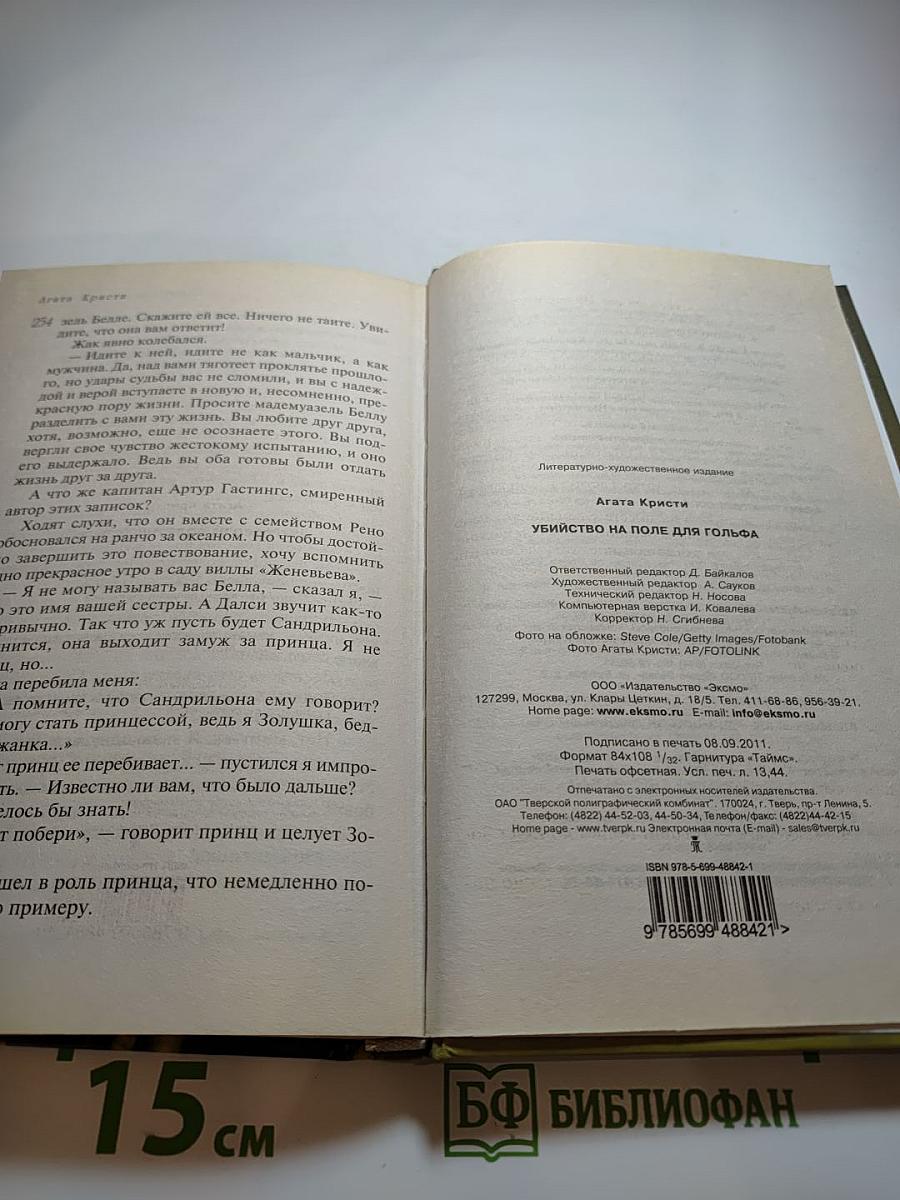 Агата Кристи
254 зель Белле. Скажите ей все. Ничего не таите. Уви-
дите, что она вам ответит!
Жак явно колебался.
— Идите к ней, идите не как мальчик, а как
мужчина. Да, над вами тяготеет проклятье прошло-
го, но удары судьбы вас не сломили, и вы с надеж-
дой и верой вступаете в новую и, несомненно, пре-
красную пору жизни. Просите мадемуазель Беллу
разделить с вами эту жизнь. Вы любите друг друга,
хотя, возможно, еще не осознаете этого. Вы под-
вергли свое чувство жестокому испытанию, и оно
его выдержало. Ведь вы оба готовы были отдать
жизнь друг за друга.
А что же капитан Артур Гастингс, смиренный
автор этих записок?
Ходят слухи, что он вместе с семейством Рено
обосновался на ранчо за океаном. Но чтобы достой-
о завершить это повествование, хочу вспомнить
дно прекрасное утро в саду виллы «Женевьева».
— Я не могу называть вас Белла, — сказал я, —
о это имя вашей сестры. А Далси звучит как-то
ривычно. Так что уж пусть будет Сандрильона.
нится, она выходит замуж за принца. Я не
ц, но...
а перебила меня:
А помните, что Сандрильона ему говорит?
могу стать принцессой, ведь я Золушка, бед-
жанка...»
т принц ее перебивает... — пустился я импро-
ть. — Известно ли вам, что было дальше?
елось бы знать!
т побери», — говорит принц и целует Зо-
шел в роль принца, что немедленно по-
о примеру.
Литературно-художественное издание
Агата Кристи
УБИЙСТВО НА ПОЛЕ ДЛЯ ГОЛЬФА
Ответственный редактор Д. Байкалов
Художественный редактор А. Сауков
Технический редактор Н. Носова
Компьютерная верстка И. Ковалева
Корректор Н. Сгибнева
Фото на обложке: Steve Cole/Getty Images/Fotobank
Фото Агаты Кристи: AP/FOTOLINK
ООО «Издательство «Эксмо»
127299, Москва, ул. Клары Цеткин, д. 18/5. Тел. 411-68-86, 956-39-21.
Home page: www.eksmo.ru E-mail: info@eksmo.ru
Подписано в печать 08.09.2011.
Формат 84x108 1/32. Гарнитура «Таймс».
Печать офсетная. Усл. печ. л. 13,44.
Отпечатано с электронных носителей издательства.
ОАО "Тверской полиграфический комбинат". 170024, г. Тверь, пр-т Ленина, 5.
Телефон: (4822) 44-52-03, 44-50-34, Телефон/факс: (4822)44-42-15
Home page - www.tverpk.ru Электронная почта (E-mail) - sales@tverpk.ru
ISBN 978-5-699-48842-1
9 785699 488421 >
15 см
БФ БИБЛИОФАН